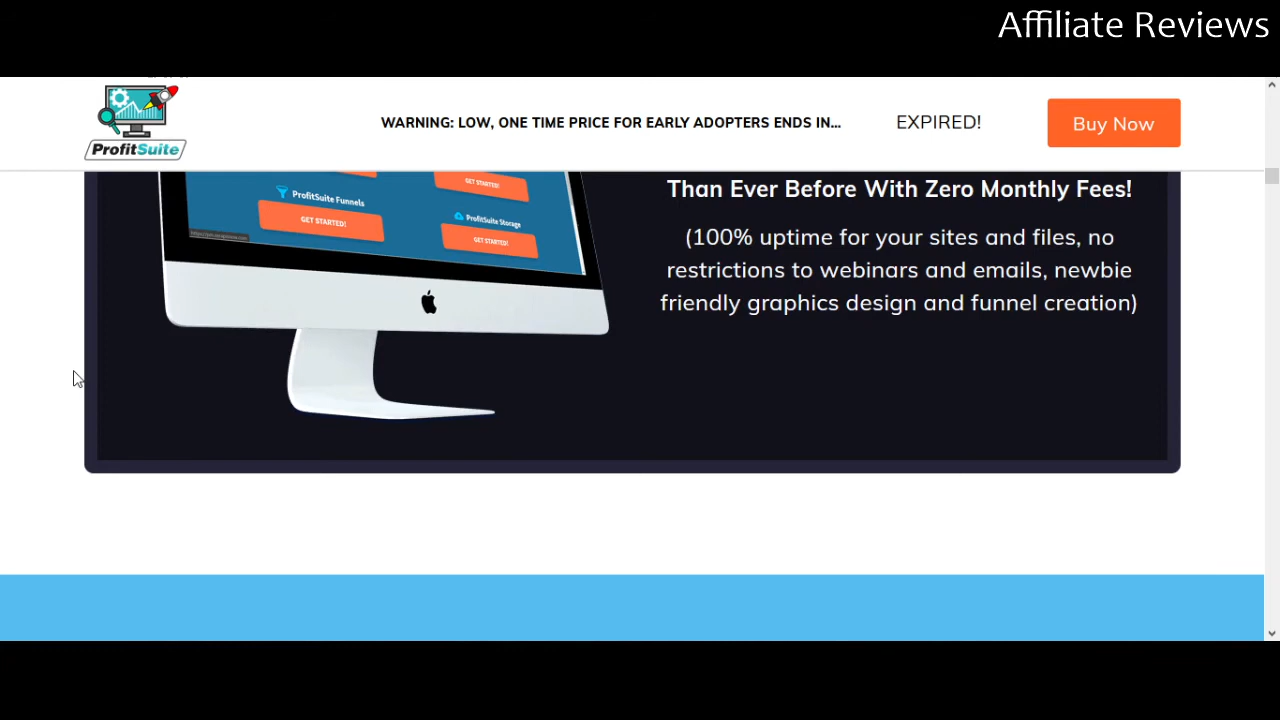 Affiliate Reviews
ProfitSuite
WARNING: LOW, ONE TIME PRICE FOR EARLY ADOPTERS ENDS IN...
EXPIRED!
Buy Now
Than Ever Before With Zero Monthly Fees!
(100% uptime for your sites and files, no
restrictions to webinars and emails, newbie
friendly graphics design and funnel creation)
GET STARTED!
ProfitSuite Funnels
GET STARTED!
ProfitSuite Storage
GET STARTED!